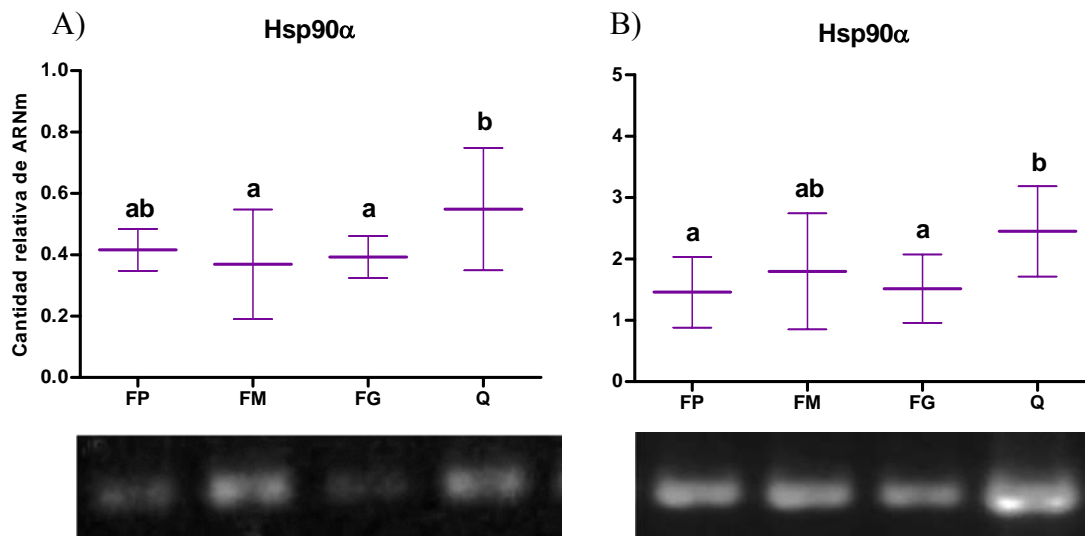 A)
Hsp90α
Cantidad relativa de ARNm
1.0
0.8
0.6
0.4
0.2
0.0
ab
a
a
b
FP
FM
FG
Q
B)
Hsp90α
5
4
3
2
1
0
a
ab
a
b
FP
FM
FG
Q